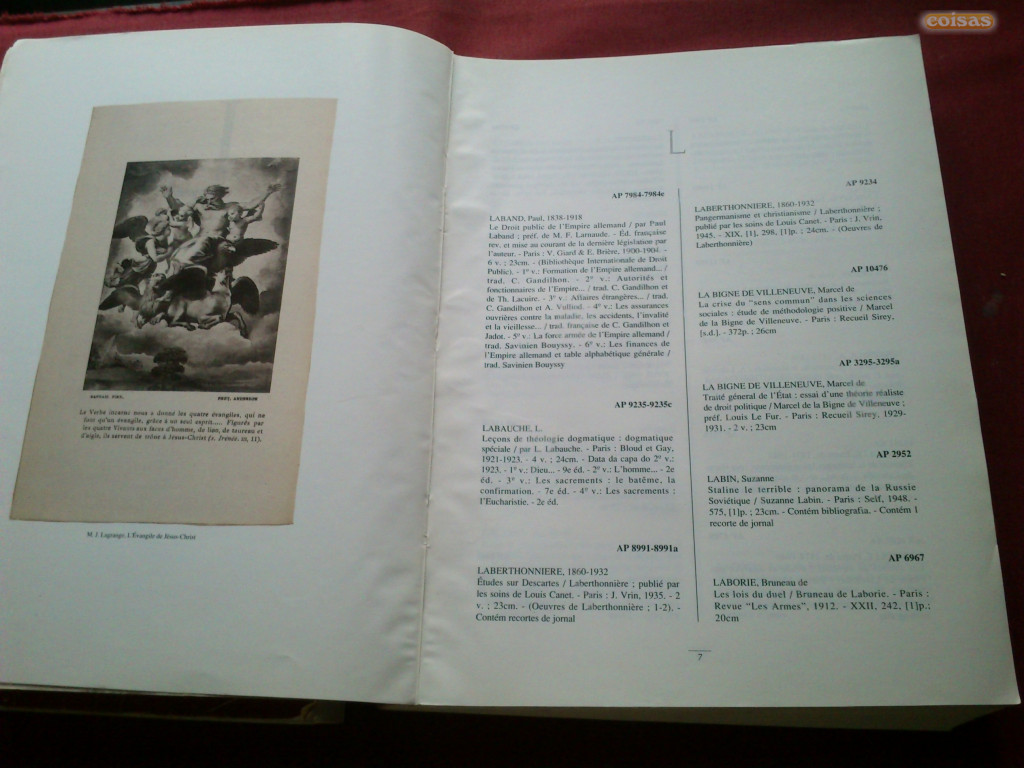 coisas
RAPHAEL PINX.
PHOT. ANDERSON
Le Verbe incarné nous a donné les quatre évangiles, qui ne
font qu'un évangile, grâce à un seul esprit..... Figurés par
les quatre Vivants aux faces d'homme, de lion, de taureau et
d'aigle, ils servent de trône à Jésus-Christ (s. Irénée. III, 11).
M. J. Lagrange. L'Évangile de Jésus-Christ
L
AP 7984-7984e
LABAND, Paul, 1838-1918
Le Droit public de l'Empire allemand / par Paul
Laband ; préf. de M. F. Larnaude. - Éd. française
rev. et mise au courant de la dernière législation par
l'auteur. - Paris : V. Giard & E. Brière, 1900-1904. -
6 v. ; 23cm. - (Bibliothèque Internationale de Droit
Public). - 1º v.: Formation de l'Empire allemand... /
trad. C. Gandilhon. - 2º v.: Autorités et
fonctionnaires de l'Empire... / trad. C. Gandilhon et
de Th. Lacuire. - 3º v.: Affaires étrangères... / trad.
C. Gandilhon et A. Vulliod. - 4º v.: Les assurances
ouvrières contre la maladie, les accidents, l'invalité
et la vieillesse... / trad. française de C. Gandilhon et
Jadot. - 5º v.: La force armée de l'Empire allemand /
trad. Savinien Bouyssy. - 6º v.: Les finances de
l'Empire allemand et table alphabétique générale /
trad. Savinien Bouyssy
AP 9235-9235c
LABAUCHE, L.
Leçons de théologie dogmatique : dogmatique
spéciale / par L. Labauche. - Paris : Bloud et Gay,
1921-1923. - 4 v. ; 24cm. - Data da capa do 2º v.:
1923. - 1º v.: Dieu... - 9e éd. - 2º v.: L'homme... - 2e
éd. - 3º v.: Les sacrements : le batême, la
confirmation. - 7e éd. - 4º v.: Les sacrements :
l'Eucharistie. - 2e éd.
AP 8991-8991a
LABERTHONNIERE, 1860-1932
Études sur Descartes / Laberthonnière ; publié par
les soins de Louis Canet. - Paris : J. Vrin, 1935. - 2
v. ; 23cm. - (Oeuvres de Laberthonnière ; 1-2). -
Contém recortes de jornal
AP 9234
LABERTHONNIERE, 1860-1932
Pangermanisme et christianisme / Laberthonnière ;
publié par les soins de Louis Canet. - Paris : J. Vrin,
1945. - XIX, [1], 298, [1]p. ; 24cm. - (Oeuvres de
Laberthonnière)
AP 10476
LA BIGNE DE VILLENEUVE, Marcel de
La crise du "sens commun" dans les sciences
sociales : étude de méthodologie positive / Marcel
de la Bigne de Villeneuve. - Paris : Recueil Sirey,
[s.d.]. - 372p. ; 26cm
AP 3295-3295a
LA BIGNE DE VILLENEUVE, Marcel de
Traité géneral de l'État : essai d'une théorie réaliste
de droit politique / Marcel de la Bigne de Villeneuve ;
préf. Louis Le Fur. - Paris : Recueil Sirey, 1929-
1931. - 2 v. ; 23cm
AP 2952
LABIN, Suzanne
Staline le terrible : panorama de la Russie
Soviétique / Suzanne Labin. - Paris : Self, 1948. -
575, [1]p. ; 23cm. - Contém bibliografia. - Contém 1
recorte de jornal
AP 6967
LABORIE, Bruneau de
Les lois du duel / Bruneau de Laborie. - Paris :
Revue "Les Armes", 1912. - XXII, 242, [1]p.;
20cm
7